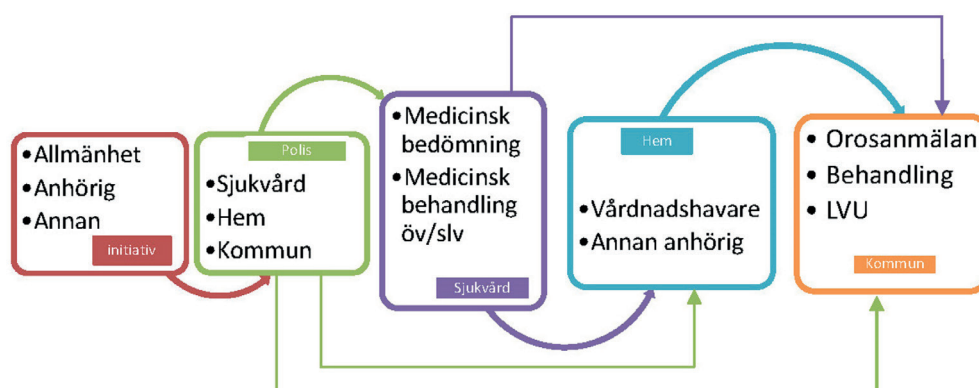 • Allmänhet
• Anhörig
• Annan
initiativ
Polis
• Sjukvård
• Hem
• Kommun
• Medicinsk
bedömning
• Medicinsk
behandling
öv/slv
Sjukvård
Hem
• Vårdnadshavare
• Annan anhörig
• Orosanmälan
• Behandling
• LVU
Kommun